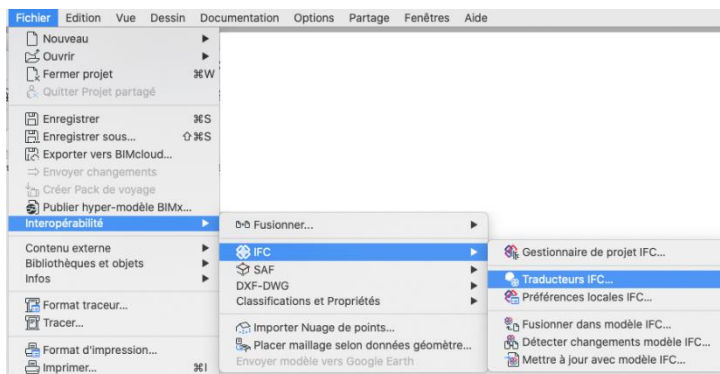 Fichier Edition Vue Dessin Documentation Options Partage Fenêtres Aide
Nouveau
Ouvrir
Fermer projet ⌘W
Quitter Projet partagé
Enregistrer ⌘S
Enregistrer sous... ⇧⌘S
Exporter vers BIMcloud...
Envoyer changements
Créer Pack de voyage
Publier hyper-modèle BIMx...
Interopérabilité
Contenu externe
Bibliothèques et objets
Infos
Format traceur...
Tracer...
Format d'impression...
Imprimer... ⌘I
Fusionner...
IFC
SAF
DXF-DWG
Classifications et Propriétés
Importer Nuage de points...
Placer maillage selon données géomètre...
Envoyer modèle vers Google Earth
Gestionnaire de projet IFC...
Traducteurs IFC...
Préférences locales IFC...
Fusionner dans modèle IFC...
Détecter changements modèle IFC...
Mettre à jour avec modèle IFC...